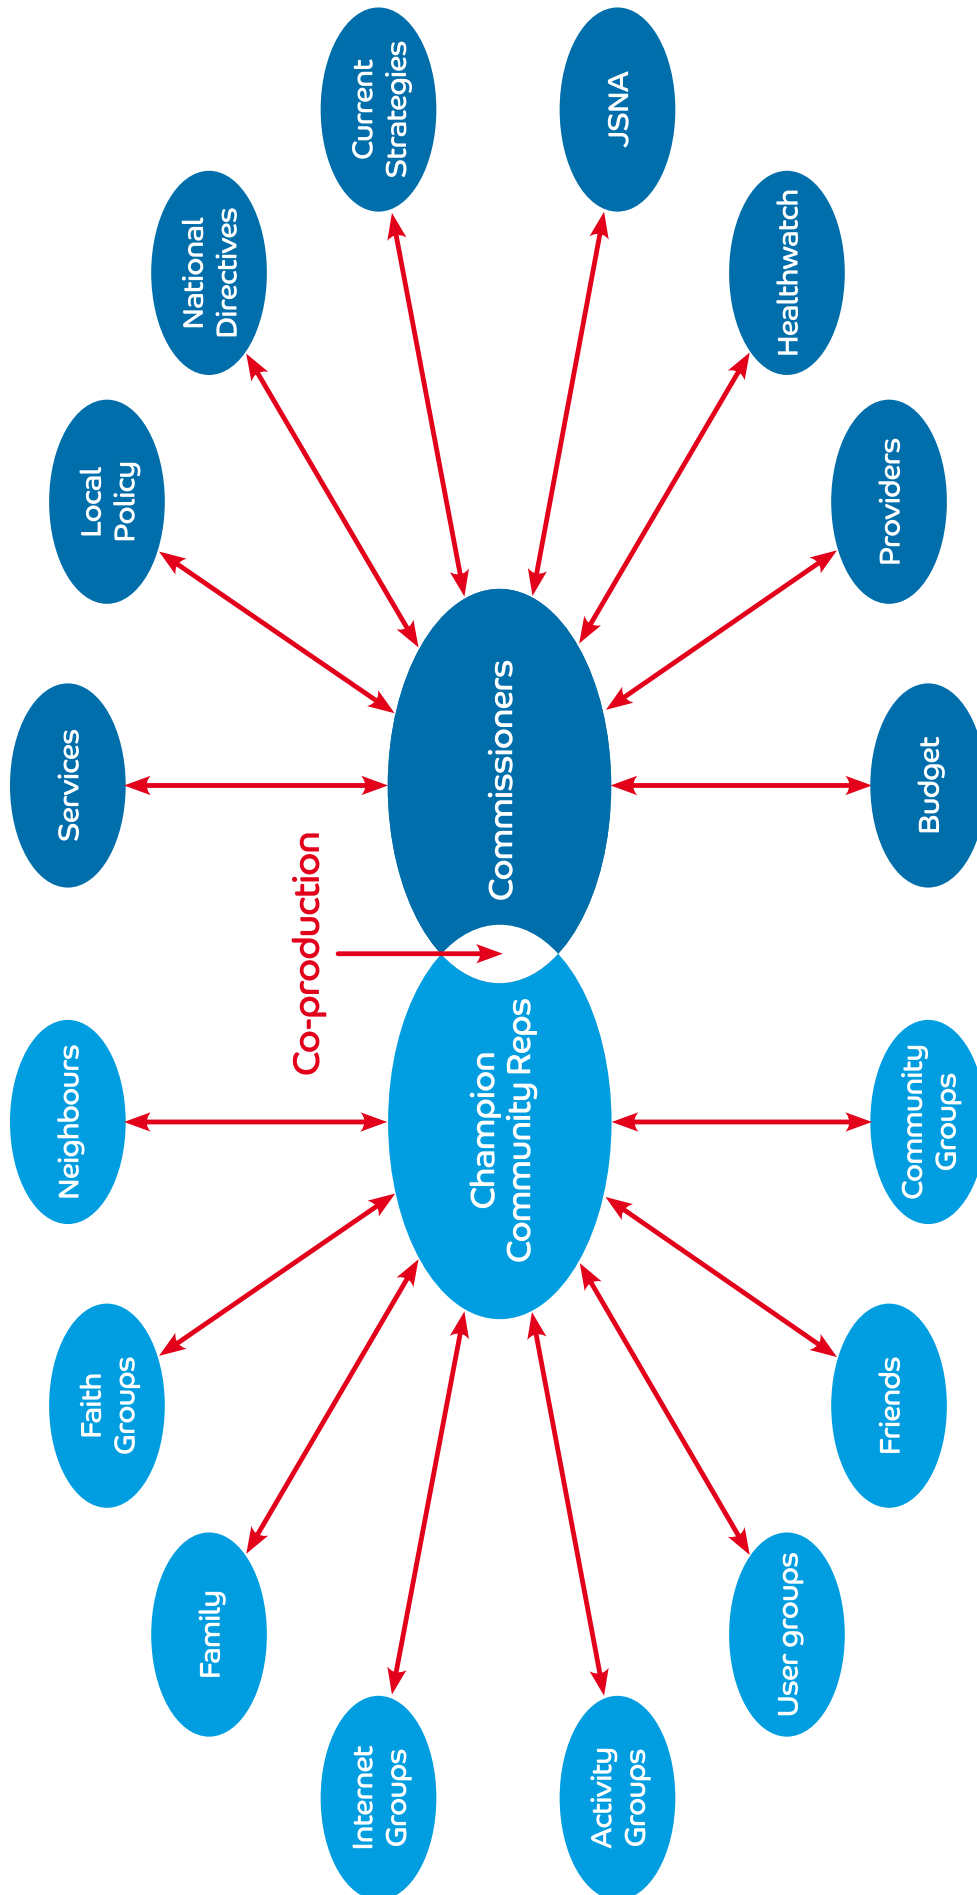 Neighbours
Services
Faith
Groups
Local
Policy
Family
National
Directives
Co-production
Internet
Groups
Current
Strategies
Champion
Community Reps
Commissioners
Activity
Groups
JSNA
User groups
Healthwatch
Friends
Providers
Community
Groups
Budget